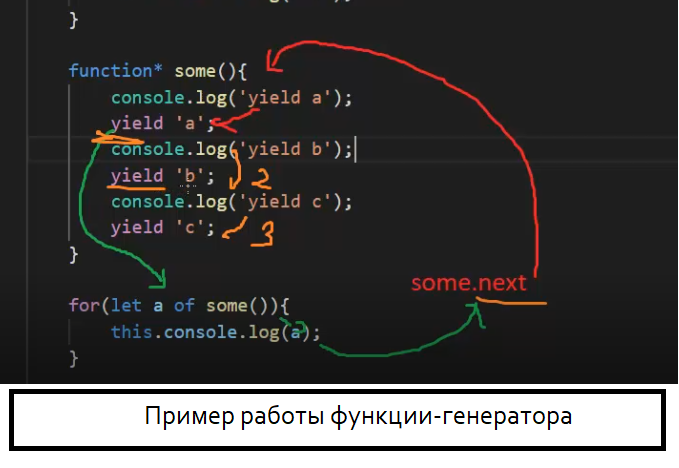 }
function* some(){
console.log('yield a');
yield 'a';
console.log('yield b');
yield 'b';
2
console.log('yield c');
yield 'c';
3
}
some.next
for(let a of some()){
this.console.log(a);
}
Пример работы функции-генератора